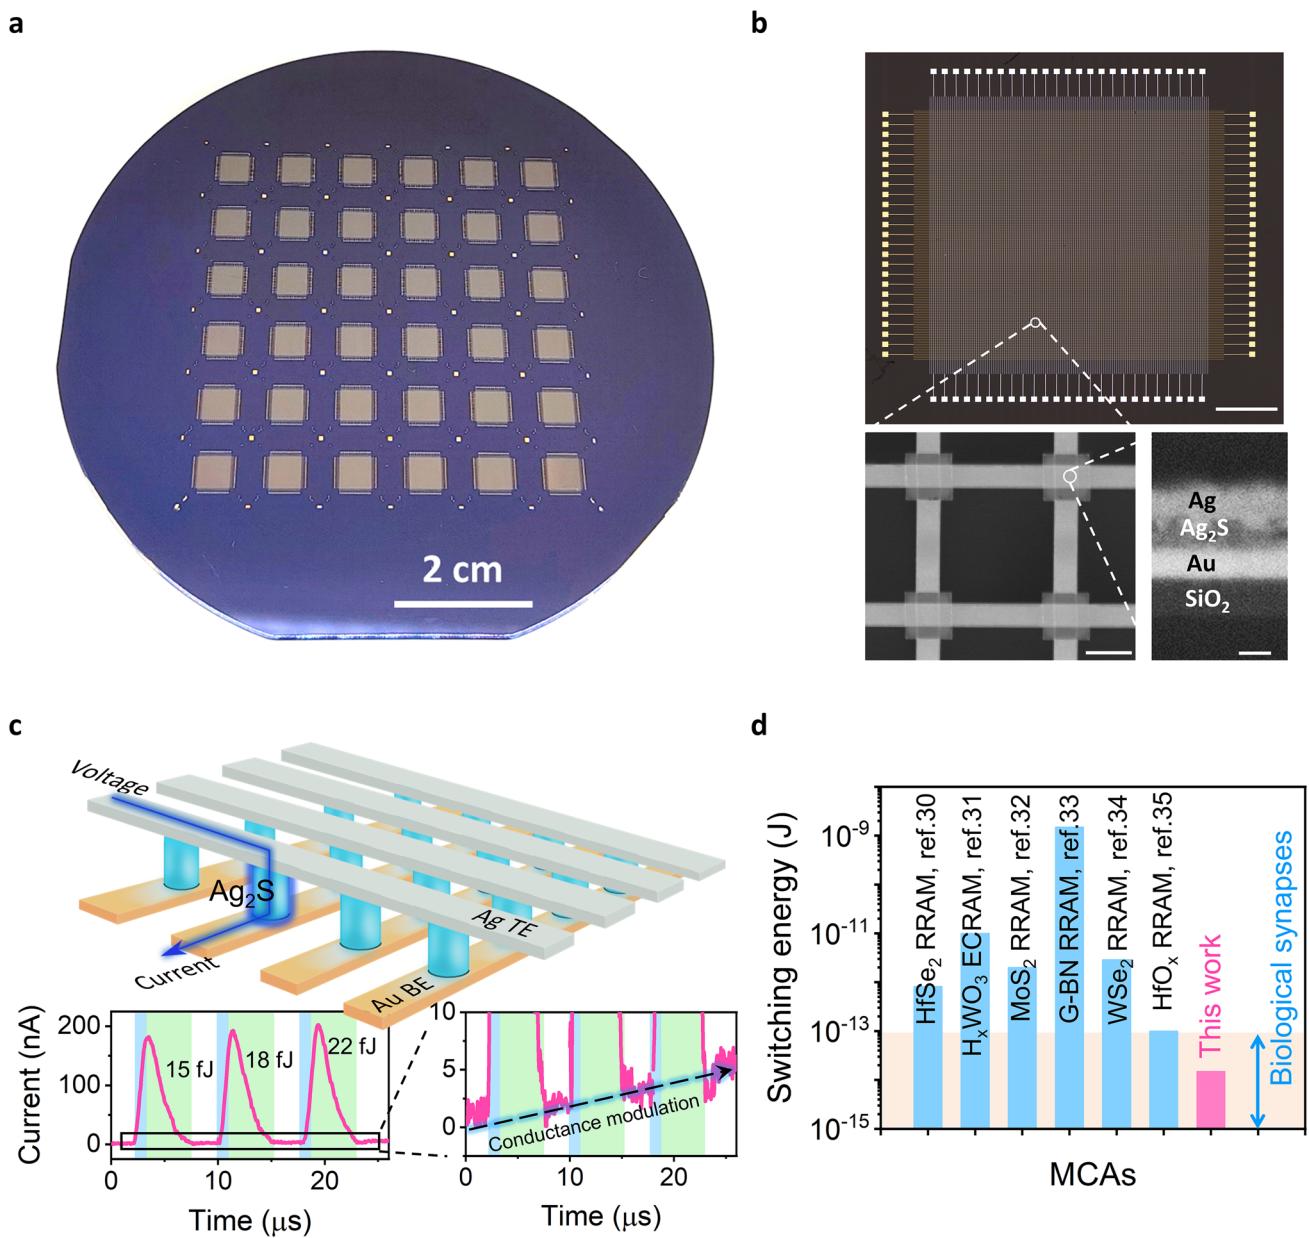 a
2 cm
b
Ag
Ag₂S
Au
SiO₂
c
Voltage
Ag₂S
Current
Ag TE
Au BE
Current (nA)
200
100
0
15 fJ
18 fJ
22 fJ
0
10
20
Time (μs)
10
5
0
Conductance modulation
0
10
20
Time (μs)
d
Switching energy (J)
10⁻⁹
10⁻¹¹
10⁻¹³
10⁻¹⁵
HfSe₂ RRAM, ref.30
HₓWO₃ ECRAM, ref.31
MoS₂ RRAM, ref.32
G-BN RRAM, ref.33
WSe₂ RRAM, ref.34
HfOₓ RRAM, ref.35
This work
Biological synapses
MCAs